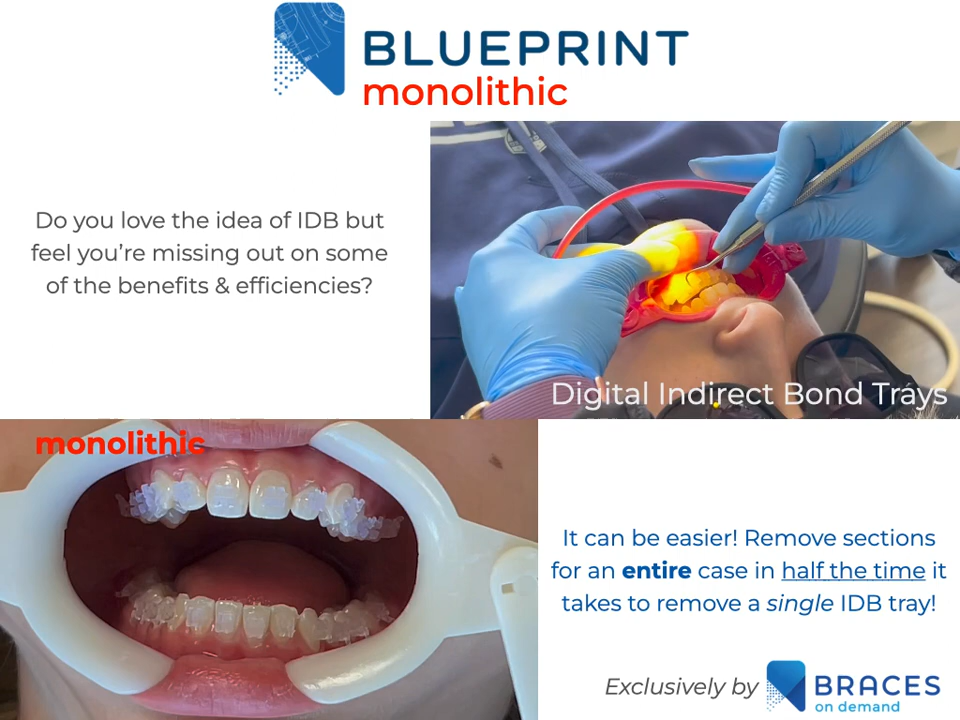 BLUEPRINT
monolithic
Do you love the idea of IDB but
feel you’re missing out on some
of the benefits & efficiencies?
Digital Indirect Bond Trays
monolithic
It can be easier! Remove sections
for an entire case in half the time it
takes to remove a single IDB tray!
Exclusively by BRACES
on demand